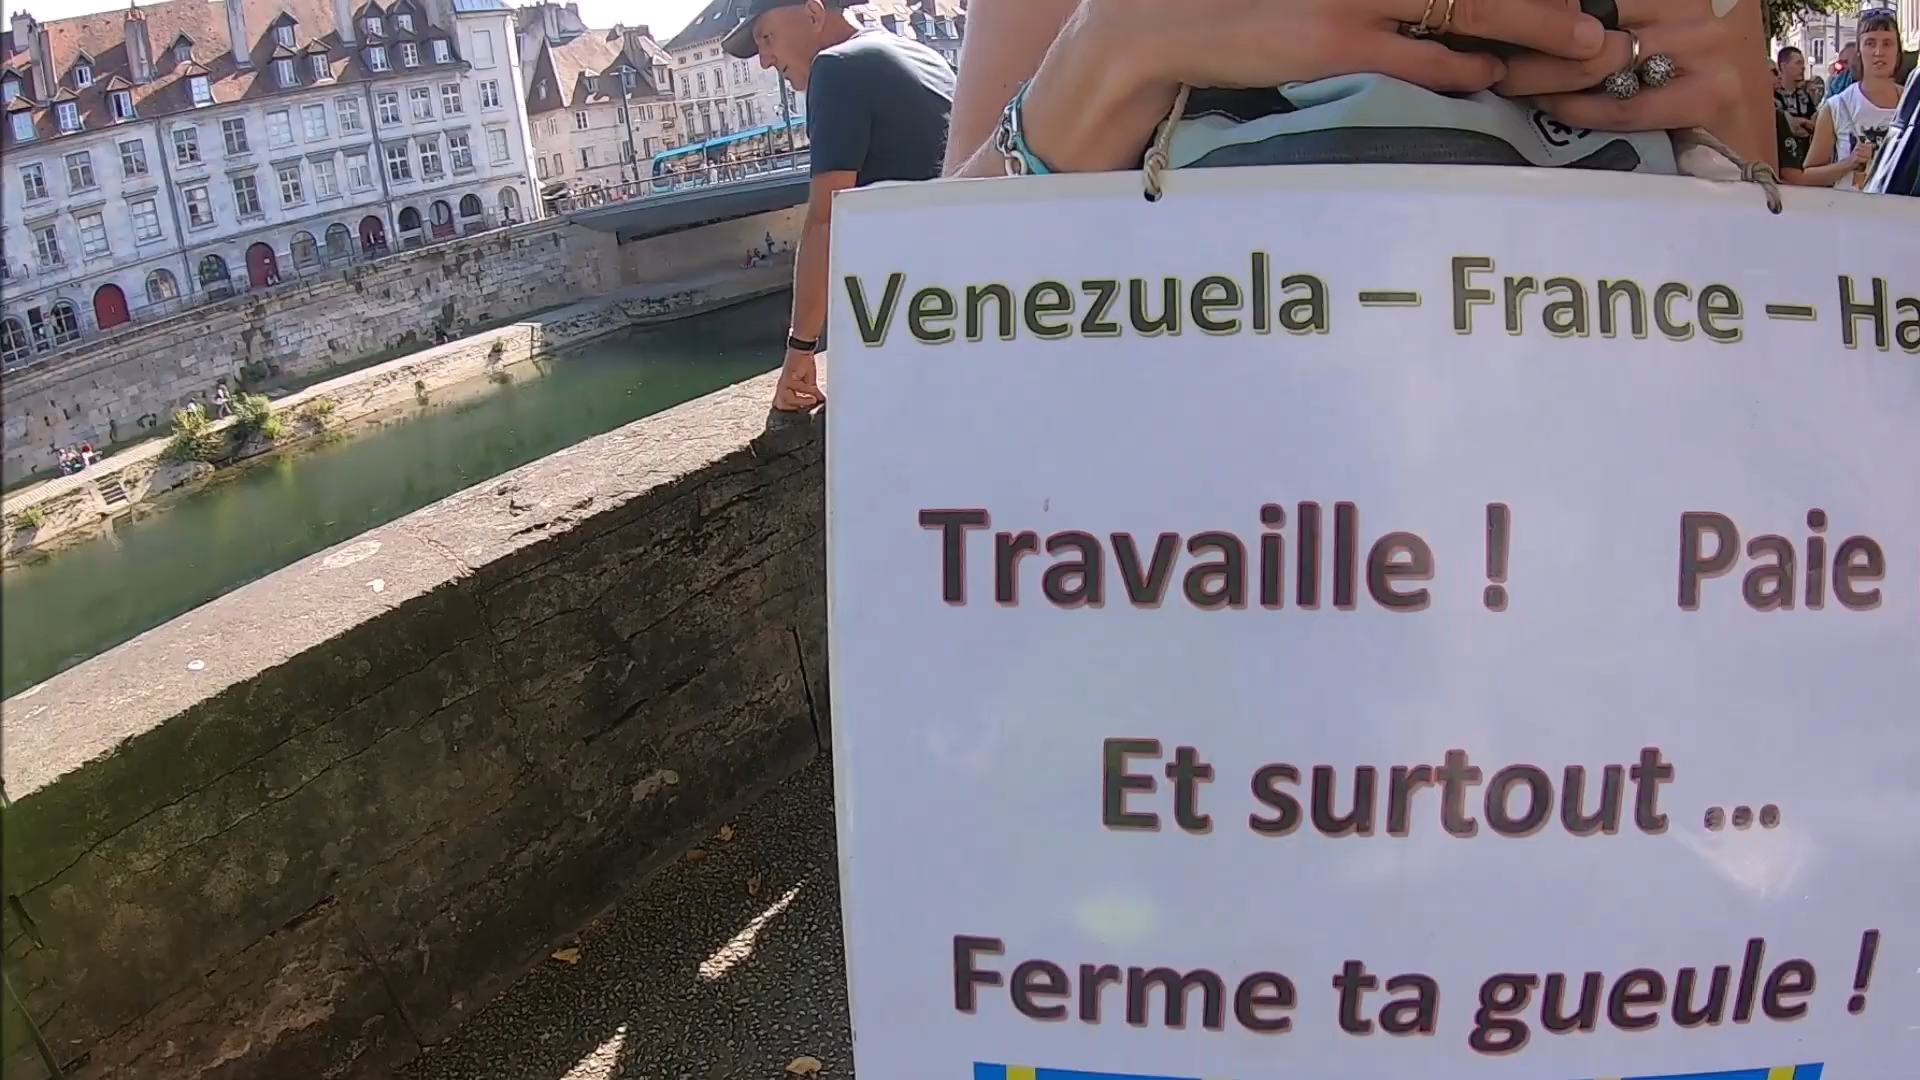 Venezuela – France – Ha
Travaille ! Paie
Et surtout ...
Ferme ta gueule !